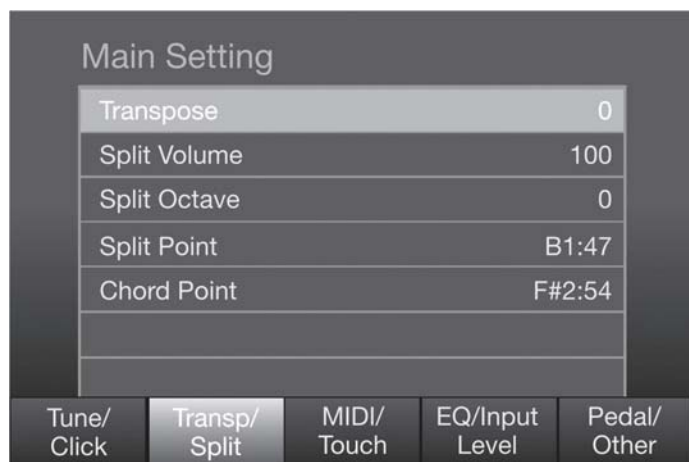 Main Setting
Transpose 0
Split Volume 100
Split Octave 0
Split Point B1:47
Chord Point F#2:54
Tune/ Transp/ MIDI/ EQ/Input Pedal/
Click Split Touch Level Other